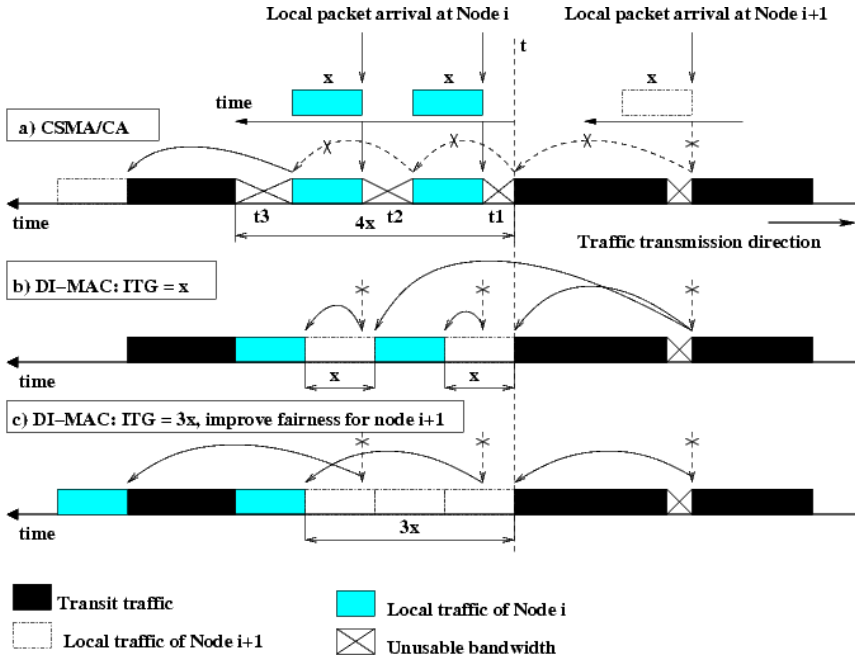 Local packet arrival at Node i
Local packet arrival at Node i+1
t
x
x
x
time
a) CSMA/CA
t3
t2
t1
time
4x
Traffic transmission direction
b) DI–MAC: ITG = x
time
x
x
c) DI–MAC: ITG = 3x, improve fairness for node i+1
time
3x
Transit traffic
Local traffic of Node i
Local traffic of Node i+1
Unusable bandwidth